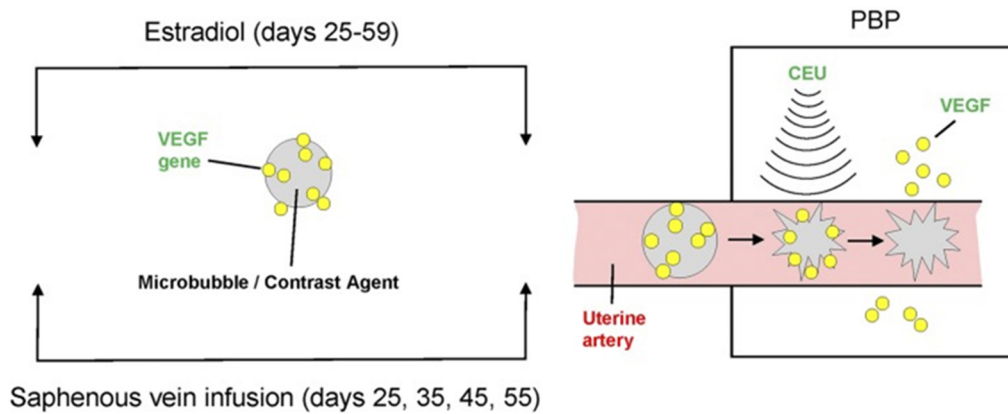 Estradiol (days 25-59)
VEGF
gene
Microbubble / Contrast Agent
Saphenous vein infusion (days 25, 35, 45, 55)
PBP
CEU
VEGF
Uterine
artery